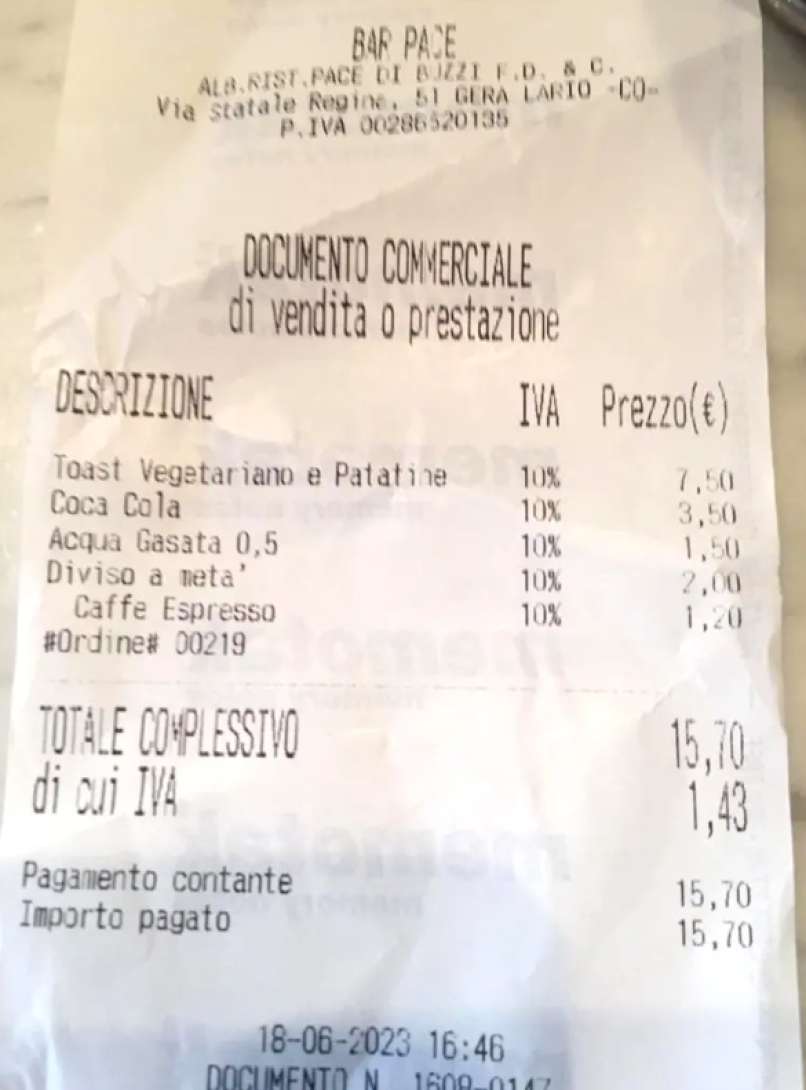 BAR PACE
ALB.RIST.PACE DI BUZZI F.D. & C.
Via Statale Regina, 51 GERA LARIO -CO-
P.IVA 00286520135
DOCUMENTO COMMERCIALE
di vendita o prestazione
DESCRIZIONE IVA Prezzo(€)
Toast Vegetariano e Patatine 10% 7,50
Coca Cola 10% 3,50
Acqua Gasata 0,5 10% 1,50
Diviso a meta' 10% 2,00
Caffe Espresso 10% 1,20
#Ordine# 00219
TOTALE COMPLESSIVO 15,70
di cui IVA 1,43
Pagamento contante 15,70
Importo pagato 15,70
18-06-2023 16:46
DOCUMENTO N. 1609-0147